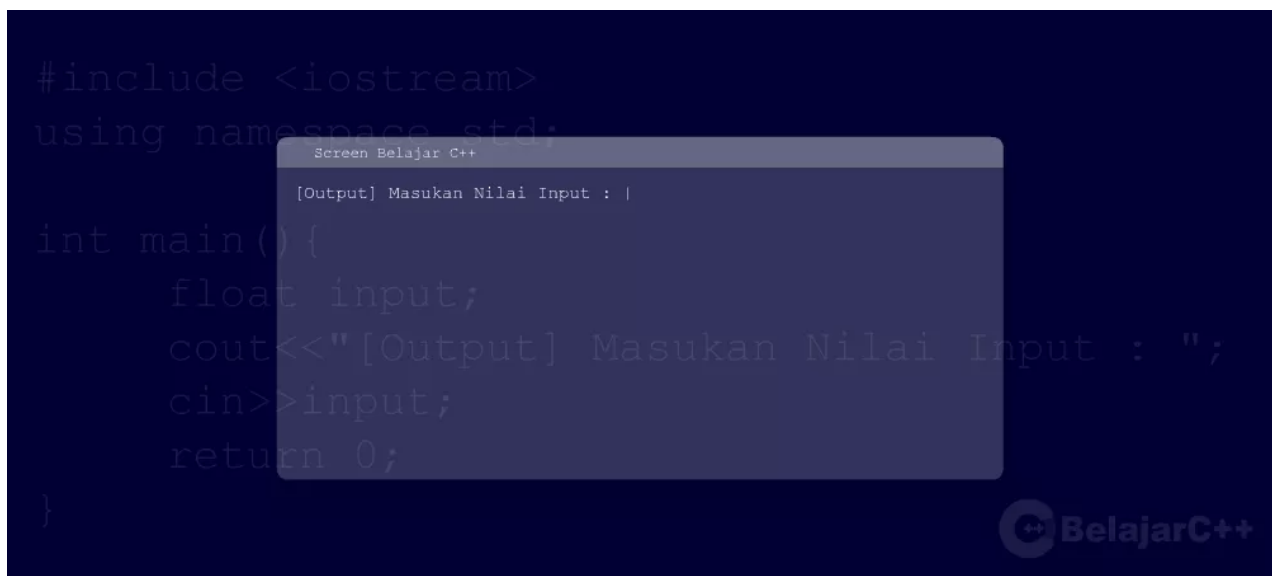 #include <iostream>
using namespace std;
Screen Belajar C++
[Output] Masukan Nilai Input : |
int main(){
float input;
cout<<"[Output] Masukan Nilai Input : ";
cin>>input;
return 0;
}
BelajarC++